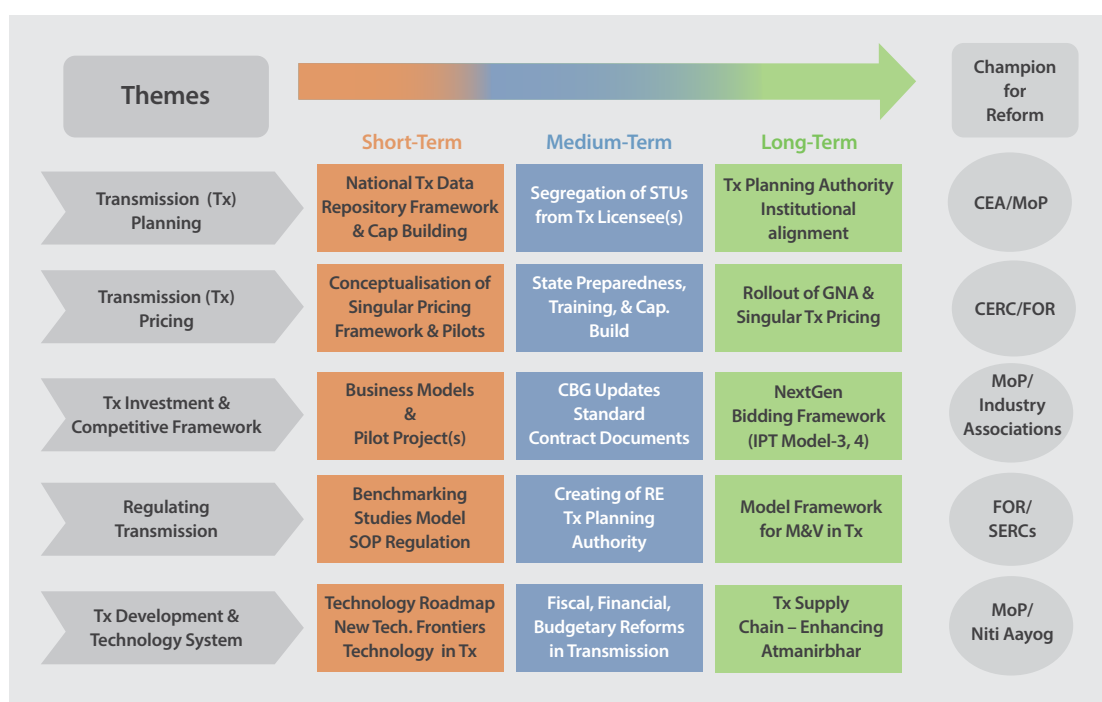 Themes
Champion
for
Reform
Short-Term
Medium-Term
Long-Term
Transmission (Tx)
Planning
National Tx Data
Repository Framework
& Cap Building
Segregation of STUs
from Tx Licensee(s)
Tx Planning Authority
Institutional
alignment
CEA/MoP
Transmission (Tx)
Pricing
Conceptualisation of
Singular Pricing
Framework & Pilots
State Preparedness,
Training, & Cap.
Build
Rollout of GNA &
Singular Tx Pricing
CERC/FOR
Tx Investment &
Competitive Framework
Business Models
&
Pilot Project(s)
CBG Updates
Standard
Contract Documents
NextGen
Bidding Framework
(IPT Model-3, 4)
MoP/
Industry
Associations
Regulating
Transmission
Benchmarking
Studies Model
SOP Regulation
Creating of RE
Tx Planning
Authority
Model Framework
for M&V in Tx
FOR/
SERCs
Tx Development &
Technology System
Technology Roadmap
New Tech. Frontiers
Technology in Tx
Fiscal, Financial,
Budgetary Reforms
in Transmission
Tx Supply
Chain – Enhancing
Atmanirbhar
MoP/
Niti Aayog